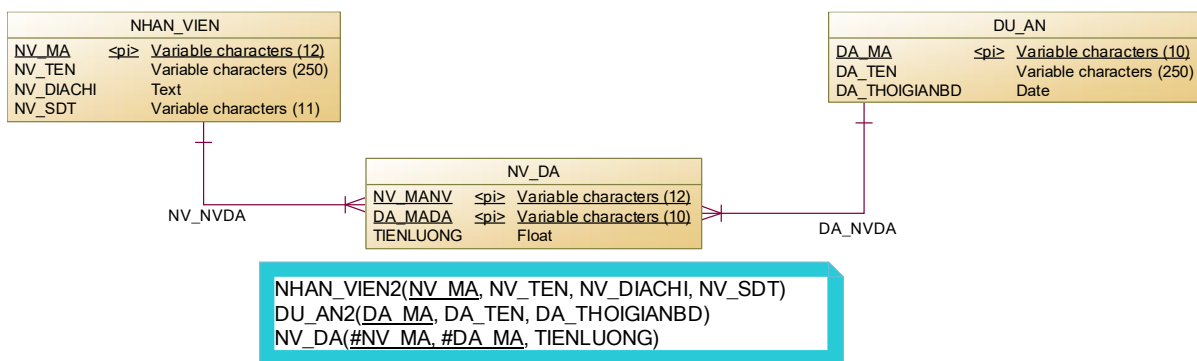 NHAN_VIEN
NV_MA <pi> Variable characters (12)
NV_TEN Variable characters (250)
NV_DIACHI Text
NV_SDT Variable characters (11)
DU_AN
DA_MA <pi> Variable characters (10)
DA_TEN Variable characters (250)
DA_THOIGIANBD Date
NV_DA
NV_MANV <pi> Variable characters (12)
DA_MADA <pi> Variable characters (10)
TIENLUONG Float
NV_NVDA
DA_NVDA
NHAN_VIEN2(NV_MA, NV_TEN, NV_DIACHI, NV_SDT)
DU_AN2(DA_MA, DA_TEN, DA_THOIGIANBD)
NV_DA(#NV_MA, #DA_MA, TIENLUONG)